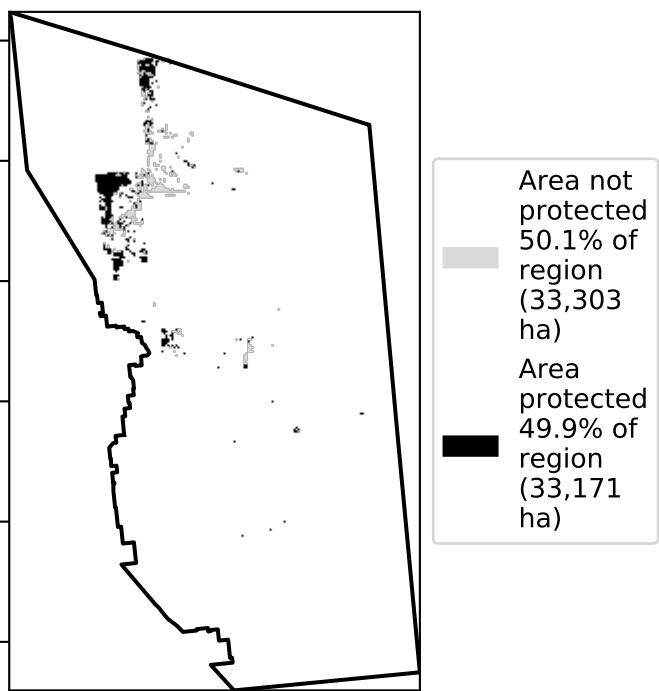 Area not
protected
50.1% of
region
(33,303
ha)
Area
protected
49.9% of
region
(33,171
ha)